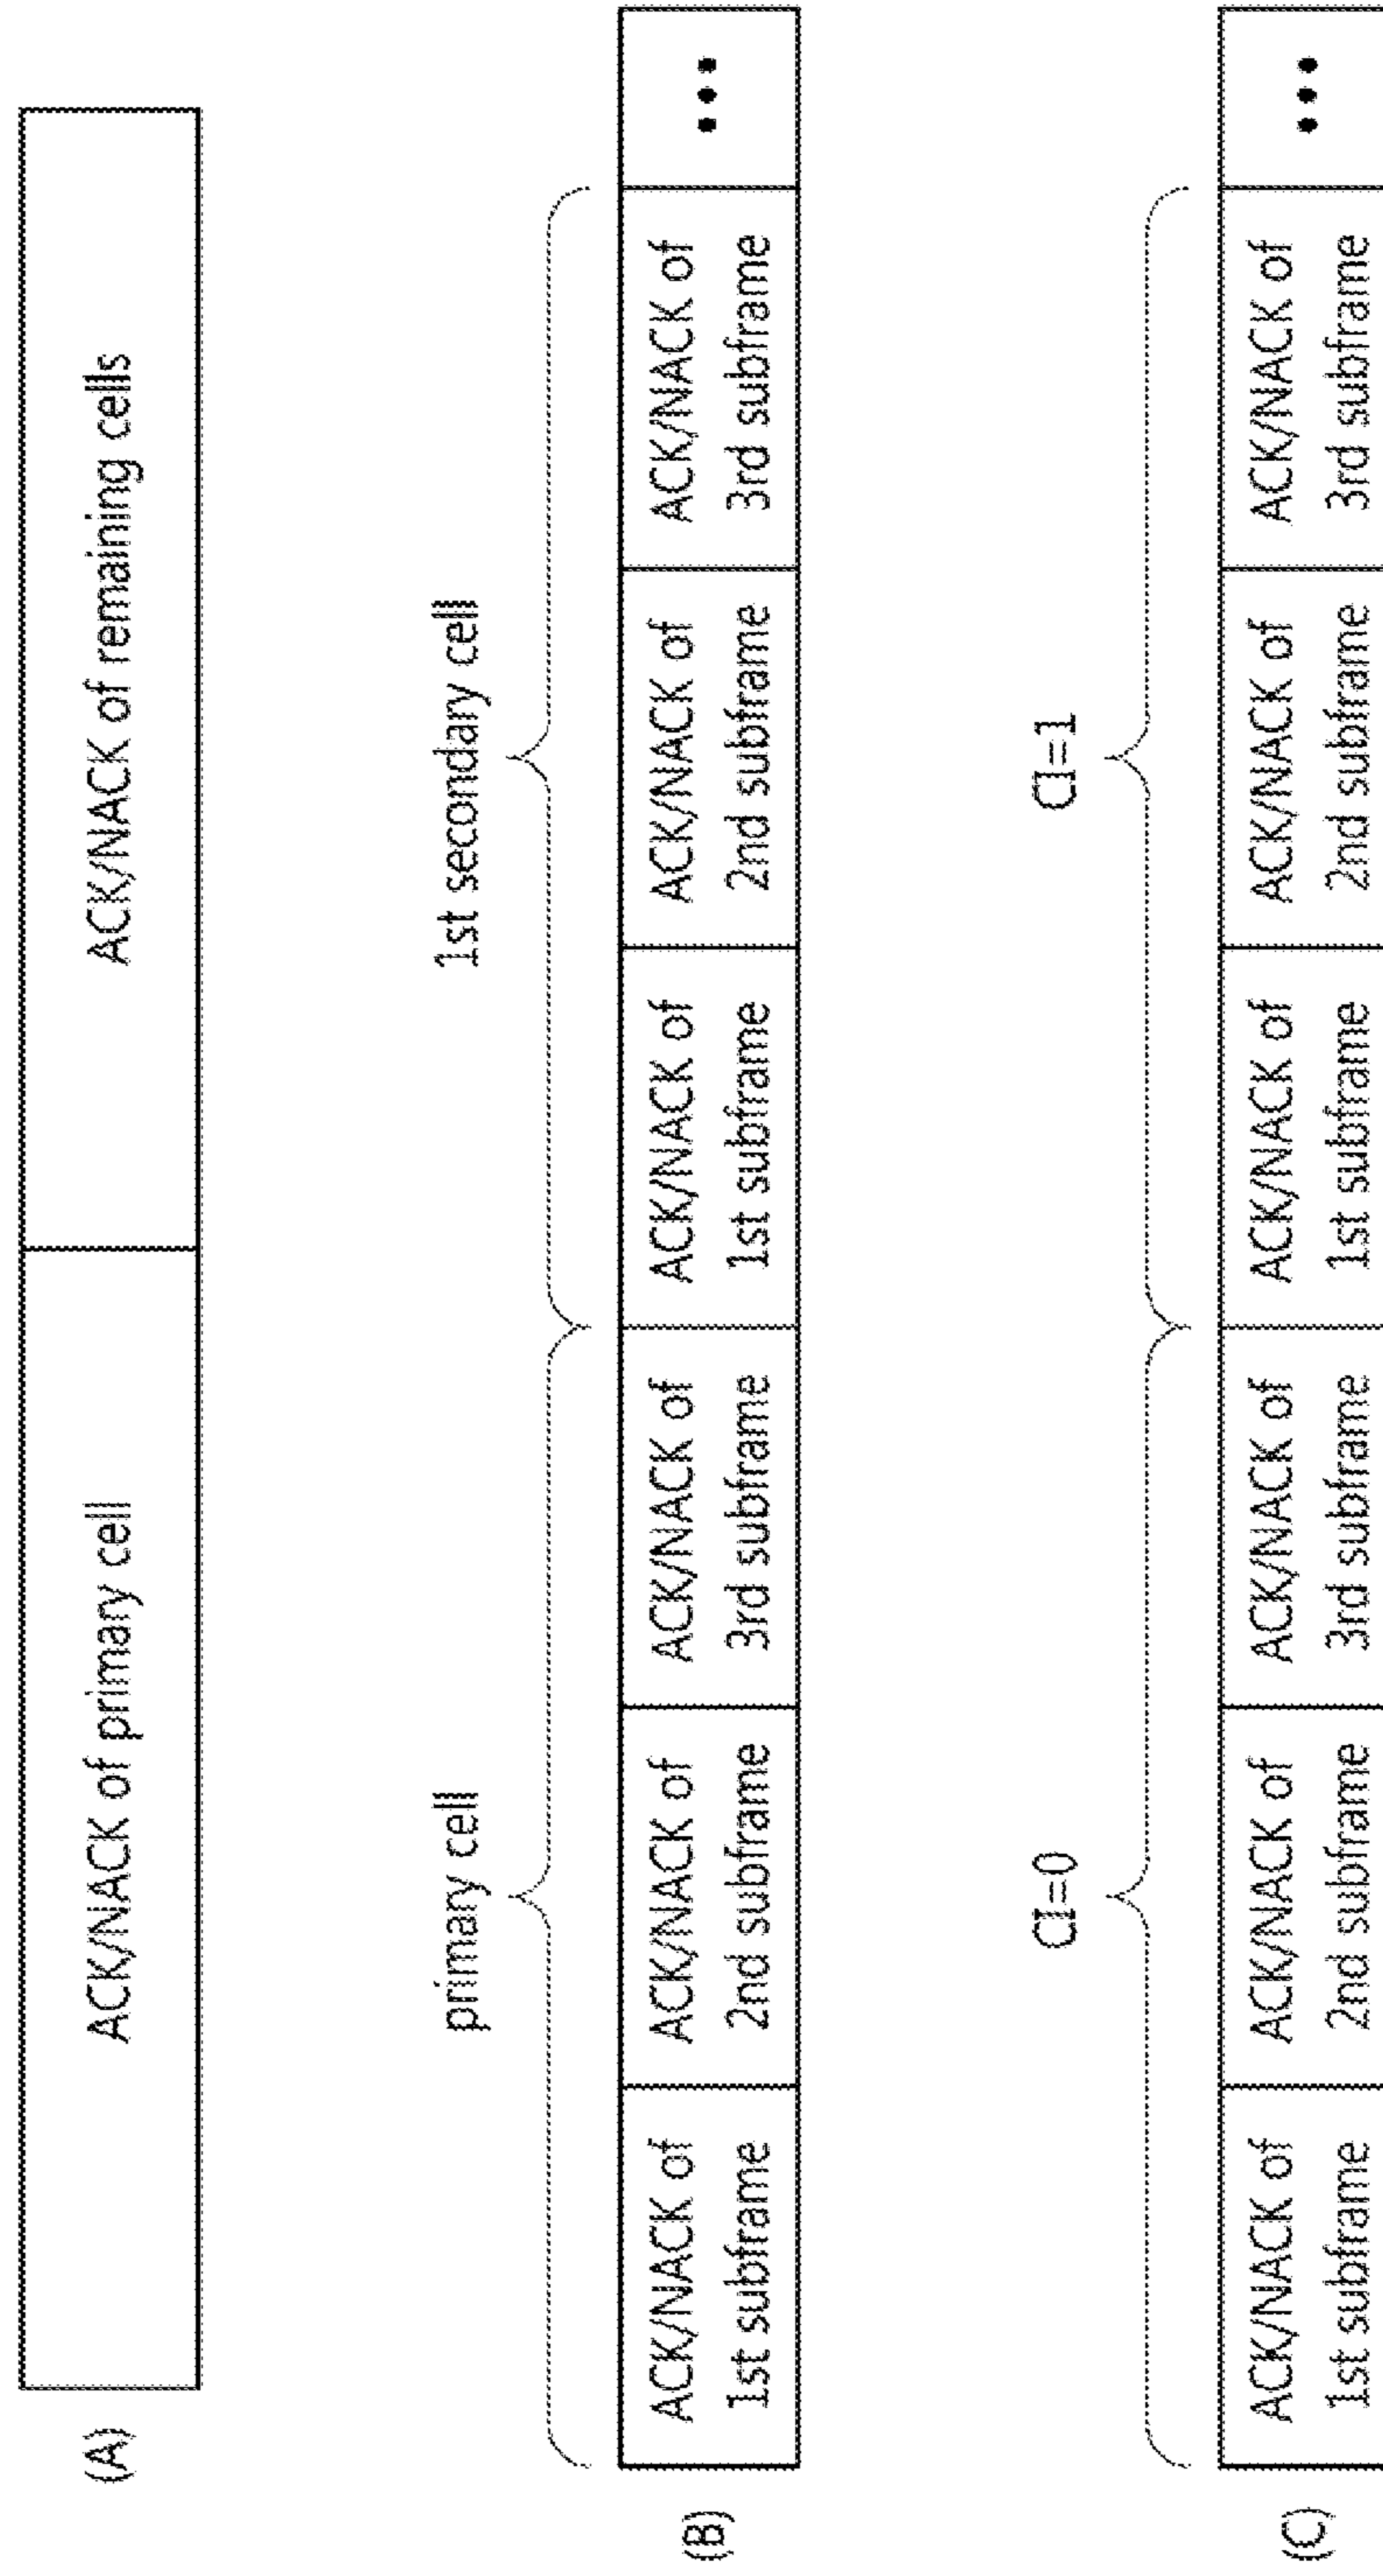 (A)
ACK/NACK of primary cell
ACK/NACK of remaining cells
primary cell
1st secondary cell
(B)
ACK/NACK of
1st subframe
ACK/NACK of
2nd subframe
ACK/NACK of
3rd subframe
ACK/NACK of
1st subframe
ACK/NACK of
2nd subframe
ACK/NACK of
3rd subframe
•••
CI=0
CI=1
(C)
ACK/NACK of
1st subframe
ACK/NACK of
2nd subframe
ACK/NACK of
3rd subframe
ACK/NACK of
1st subframe
ACK/NACK of
2nd subframe
ACK/NACK of
3rd subframe
•••